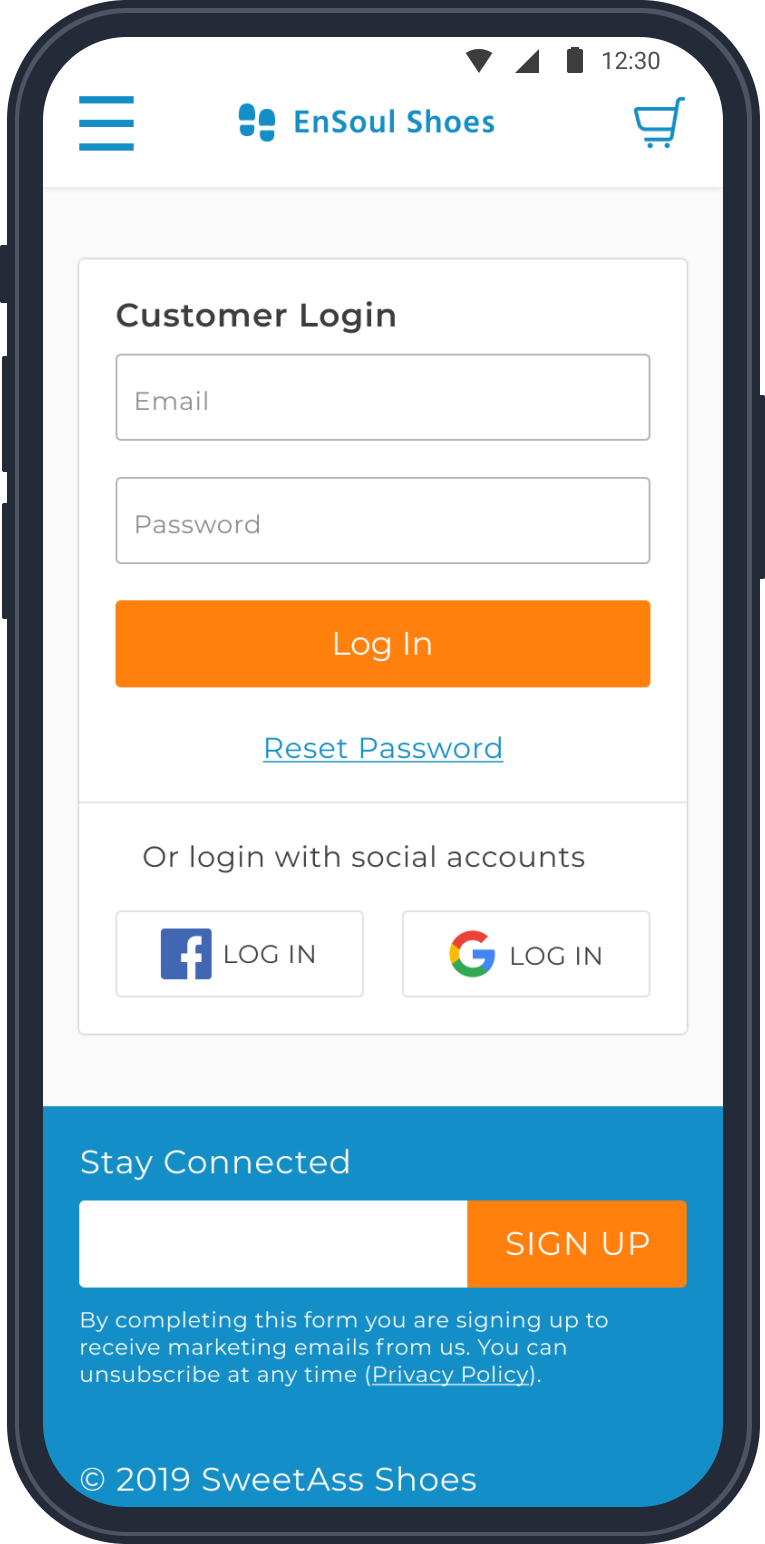 12:30
EnSoul Shoes
Customer Login
Email
Password
Log In
Reset Password
Or login with social accounts
LOG IN
LOG IN
Stay Connected
SIGN UP
By completing this form you are signing up to
receive marketing emails from us. You can
unsubscribe at any time (Privacy Policy).
© 2019 SweetAss Shoes